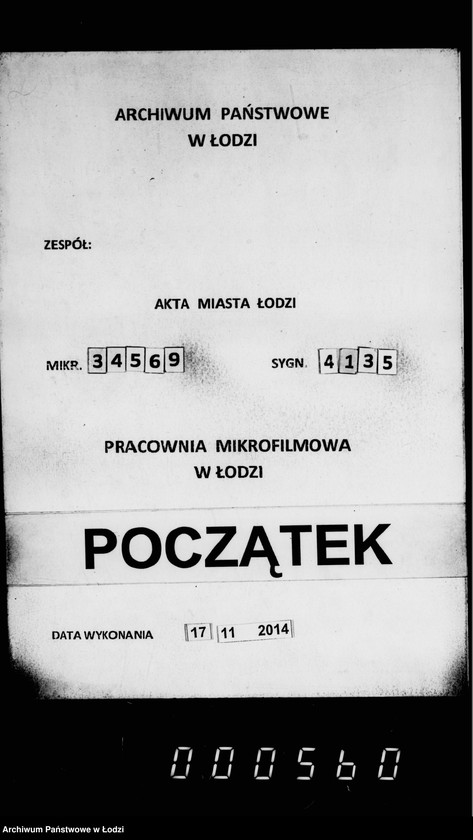 ARCHIWUM PAŃSTWOWE
W ŁODZI
ZESPÓŁ:
AKTA MIASTA ŁODZI
MIKR. 34569 SYGN. 4135
PRACOWNIA MIKROFILMOWA
W ŁODZI
POCZĄTEK
DATA WYKONANIA 17 11 2014
0005b0
Archiwum Państwowe w Łodzi